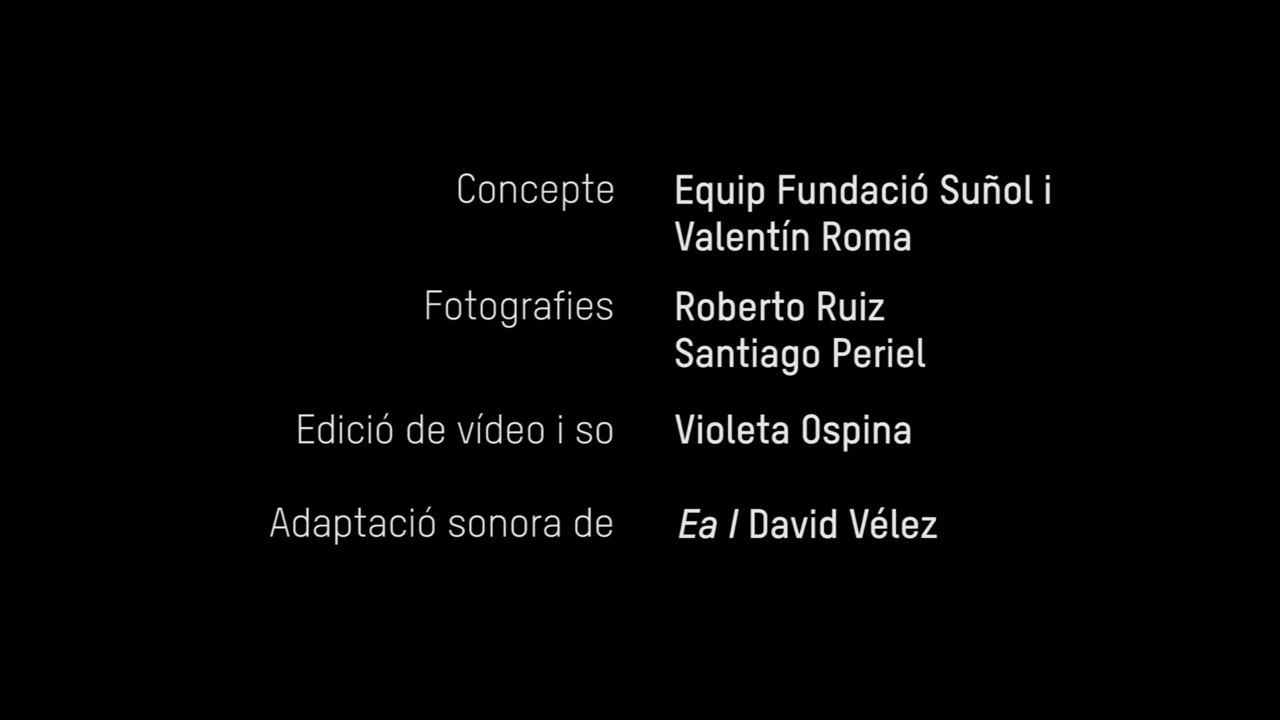 Concepte Equip Fundació Suñol i
Valentín Roma
Fotografies Roberto Ruiz
Santiago Periel
Edició de vídeo i so Violeta Ospina
Adaptació sonora de Ea / David Vélez